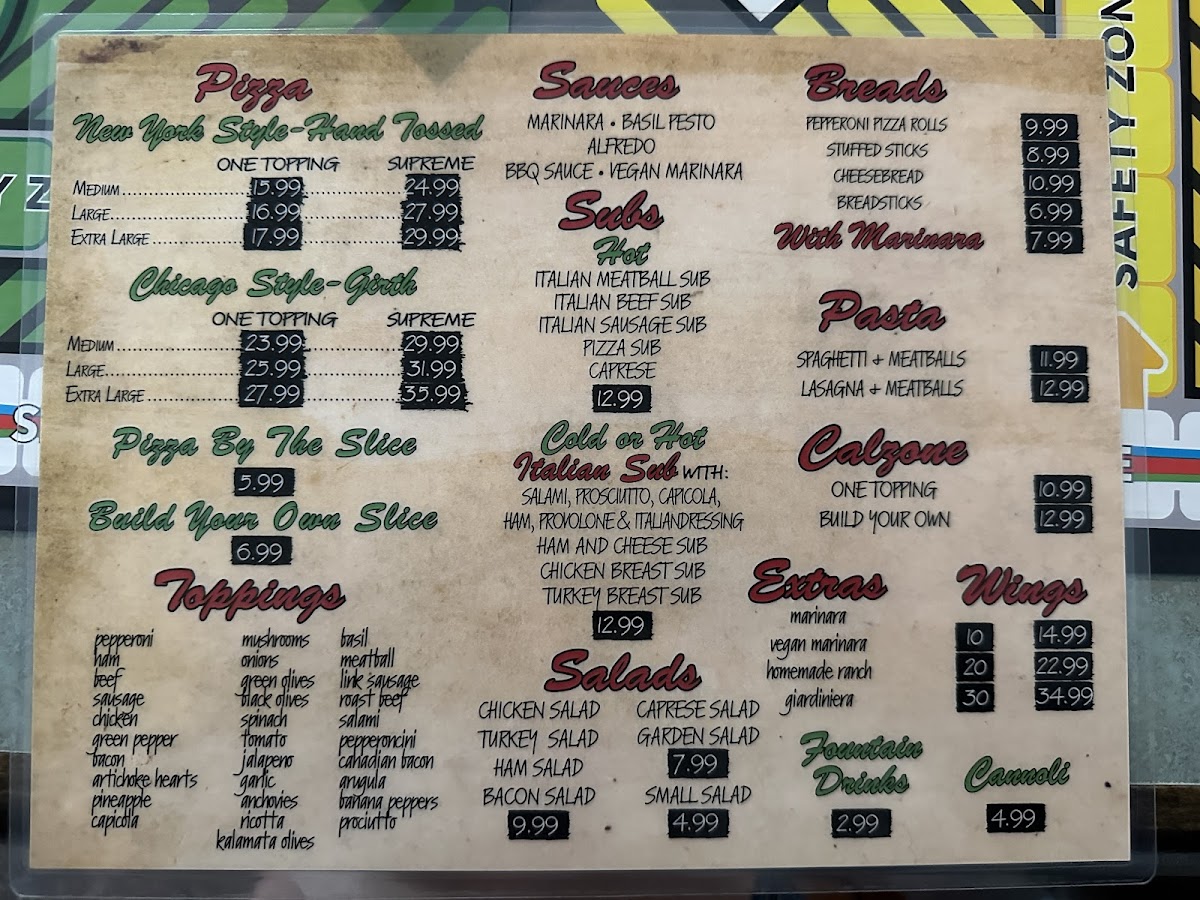 Pizza
New York Style-Hand Tossed
ONE TOPPING SUPREME
MEDIUM 15.99 24.99
LARGE 16.99 27.99
EXTRA LARGE 17.99 29.99
Chicago Style-Girth
ONE TOPPING SUPREME
MEDIUM 23.99 29.99
LARGE 25.99 31.99
EXTRA LARGE 27.99 35.99
Pizza By The Slice
5.99
Build Your Own Slice
6.99
Toppings
pepperoni mushrooms basil
ham onions meatball
beef green olives link sausage
sausage black olives roast beef
chicken spinach salami
green pepper tomato pepperoncini
bacon jalapeno canadian bacon
artichoke hearts garlic arugula
pineapple anchovies banana peppers
capicola ricotta prociutto
kalamata olives
Sauces
MARINARA • BASIL PESTO
ALFREDO
BBQ SAUCE • VEGAN MARINARA
Subs
Hot
ITALIAN MEATBALL SUB
ITALIAN BEEF SUB
ITALIAN SAUSAGE SUB
PIZZA SUB
CAPRESE
12.99
Cold or Hot
Italian Sub WITH:
SALAMI, PROSCIUTTO, CAPICOLA,
HAM, PROVOLONE & ITALIANDRESSING
HAM AND CHEESE SUB
CHICKEN BREAST SUB
TURKEY BREAST SUB
12.99
Salads
CHICKEN SALAD CAPRESE SALAD
TURKEY SALAD GARDEN SALAD
HAM SALAD 7.99
BACON SALAD SMALL SALAD
9.99 4.99
Breads
PEPPERONI PIZZA ROLLS 9.99
STUFFED STICKS 8.99
CHEESEBREAD 10.99
BREADSTICKS 6.99
With Marinara 7.99
Pasta
SPAGHETTI + MEATBALLS 11.99
LASAGNA + MEATBALLS 12.99
Calzone
ONE TOPPING 10.99
BUILD YOUR OWN 12.99
Extras
marinara
vegan marinara
homemade ranch
giardiniera
Wings
10 14.99
20 22.99
30 34.99
Fountain
Drinks
2.99
Cannoli
4.99
SAFETY ZON
Y Z
S